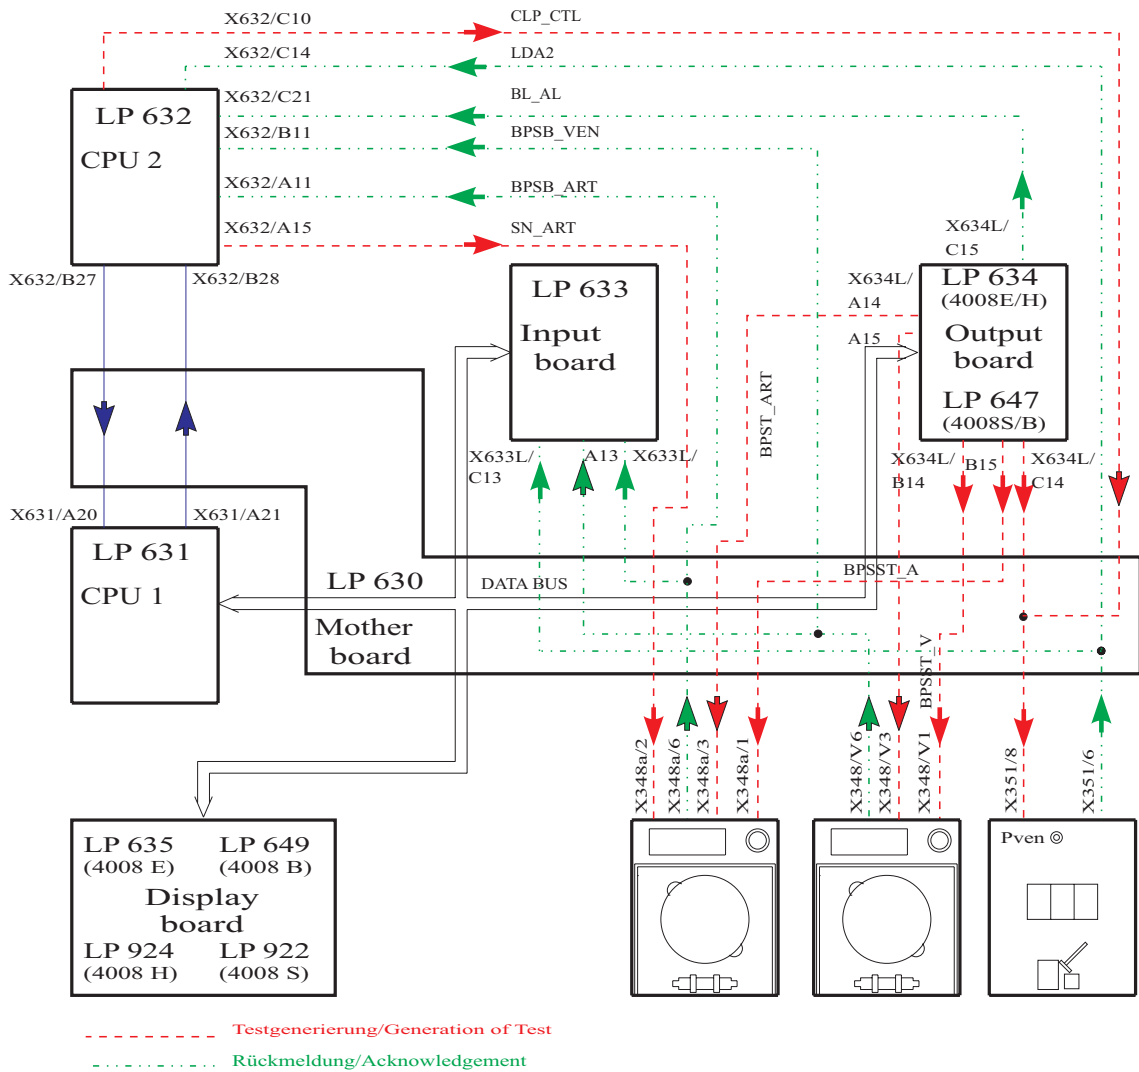 X632/C10
CLP_CTL
X632/C14
LDA2
X632/C21
BL_AL
X632/B11
BPSB_VEN
X632/A11
BPSB_ART
X632/A15
SN_ART
LP 632
CPU 2
X632/B27
X632/B28
LP 633
Input
board
X634L/
C15
X634L/
A14
A15
LP 634
(4008E/H)
Output
board
LP 647
(4008S/B)
BPST_ART
X633L/
C13
A13
X633L/
X634L/
B14
B15
X634L/
C14
X631/A20
X631/A21
LP 631
CPU 1
LP 630
DATA BUS
BPSST_A
Mother
board
BPSST_V
X348a/2
X348a/6
X348a/3
X348a/1
X348/V6
X348/V3
X348/V1
X351/8
X351/6
LP 635
(4008 E)
LP 649
(4008 B)
Display
board
LP 924
(4008 H)
LP 922
(4008 S)
Pven
Testgenerierung/Generation of Test
Rückmeldung/Acknowledgement